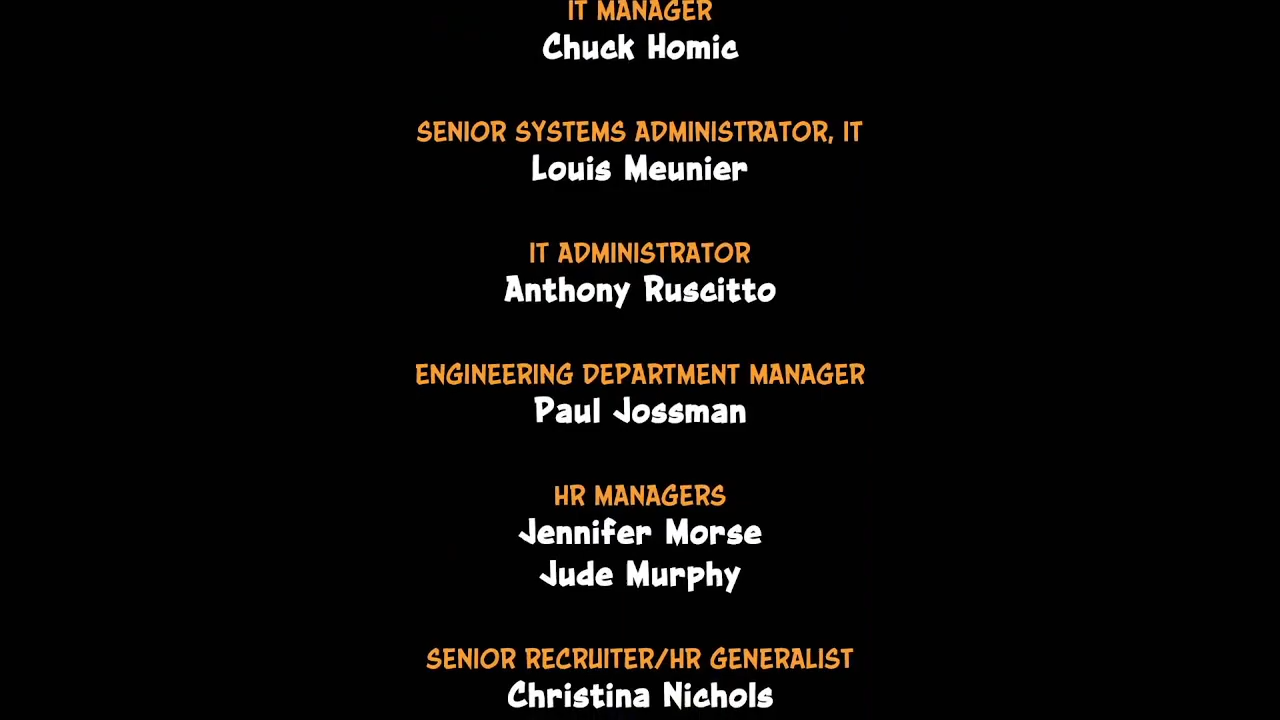 IT MANAGER
Chuck Homic
SENIOR SYSTEMS ADMINISTRATOR, IT
Louis Meunier
IT ADMINISTRATOR
Anthony Ruscitto
ENGINEERING DEPARTMENT MANAGER
Paul Jossman
HR MANAGERS
Jennifer Morse
Jude Murphy
SENIOR RECRUITER/HR GENERALIST
Christina Nichols